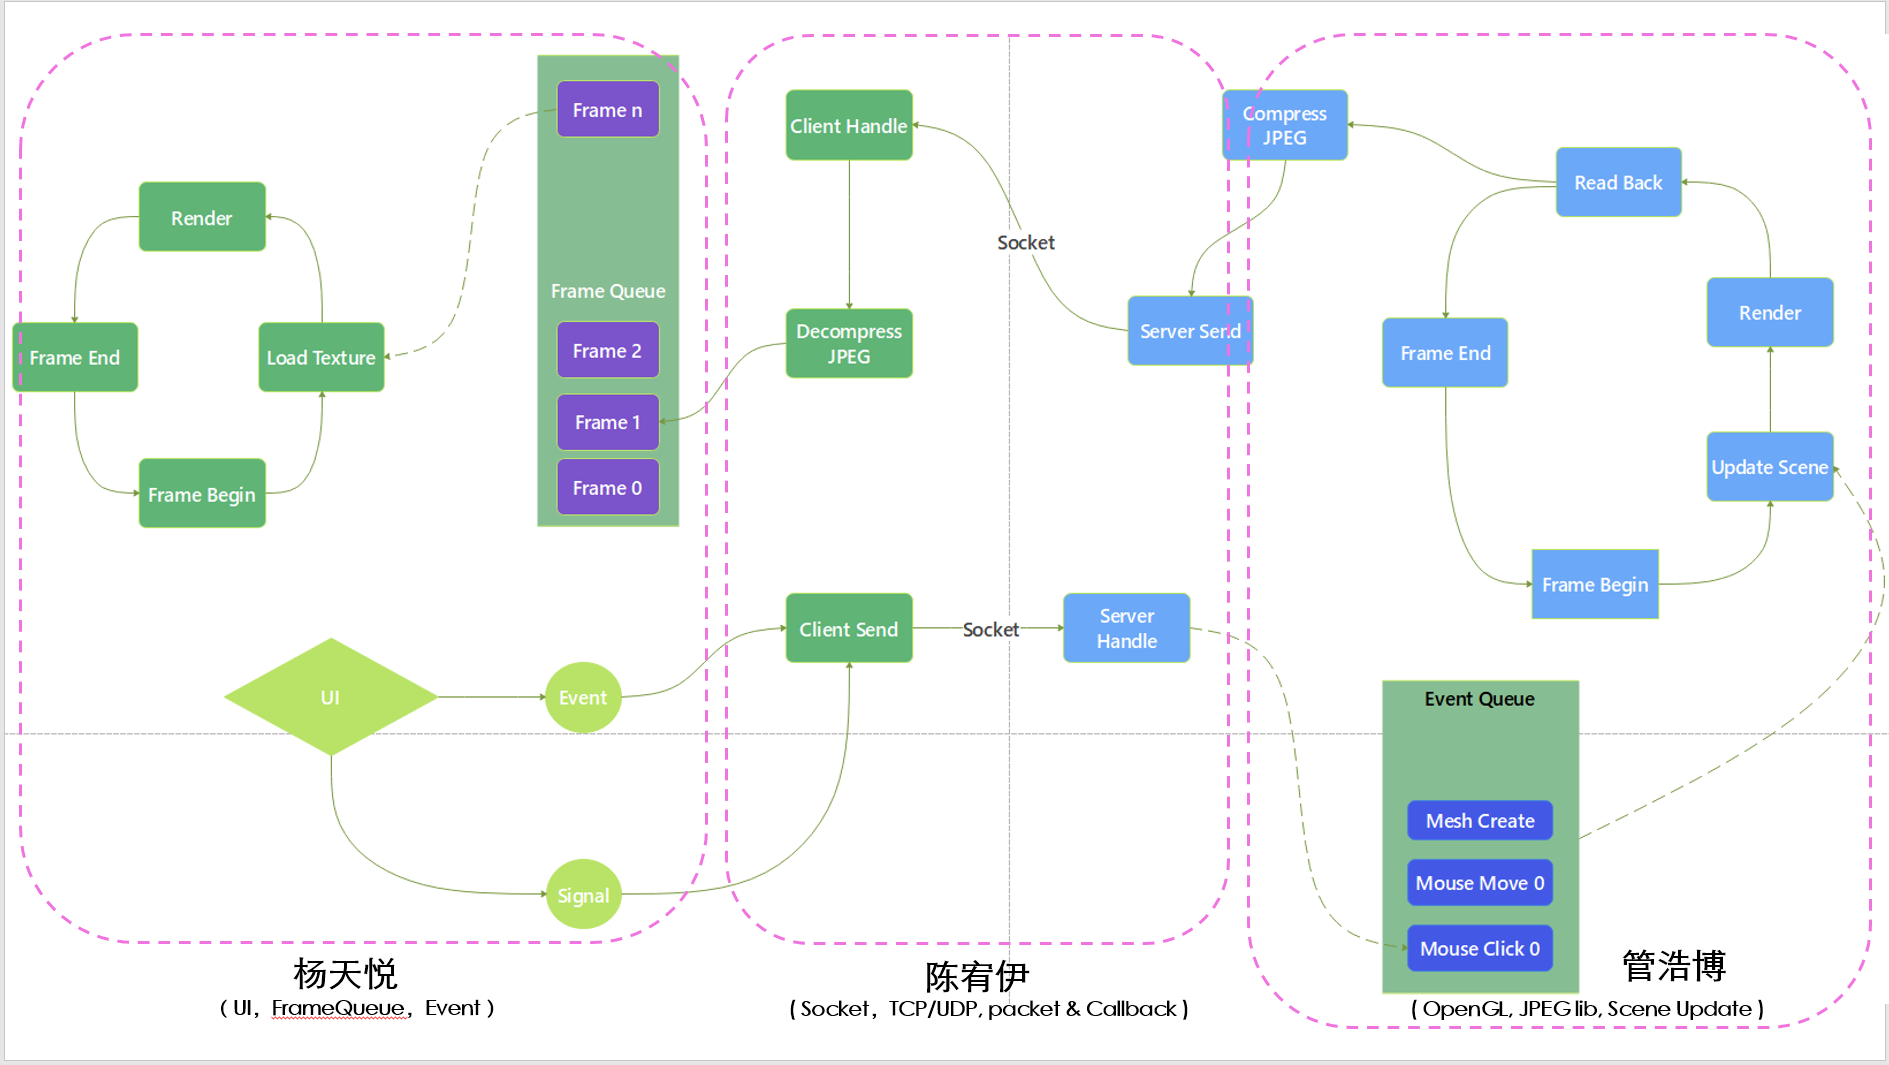 Frame n
Render
Frame Queue
Frame End
Load Texture
Frame 2
Frame 1
Frame Begin
Frame 0
UI
Event
Signal
杨天悦
( UI，FrameQueue，Event )
Client Handle
Socket
Decompress
JPEG
Server Send
Client Send
Socket
Server
Handle
陈宥伊
( Socket，TCP/UDP, packet & Callback )
Compress
JPEG
Read Back
Render
Frame End
Update Scene
Frame Begin
Event Queue
Mesh Create
Mouse Move 0
Mouse Click 0
管浩博
( OpenGL, JPEG lib, Scene Update )